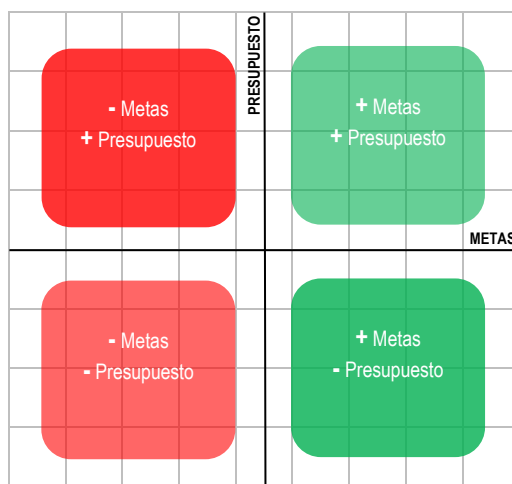 PRESUPUESTO
- Metas
+ Presupuesto
+ Metas
+ Presupuesto
METAS
- Metas
- Presupuesto
+ Metas
- Presupuesto